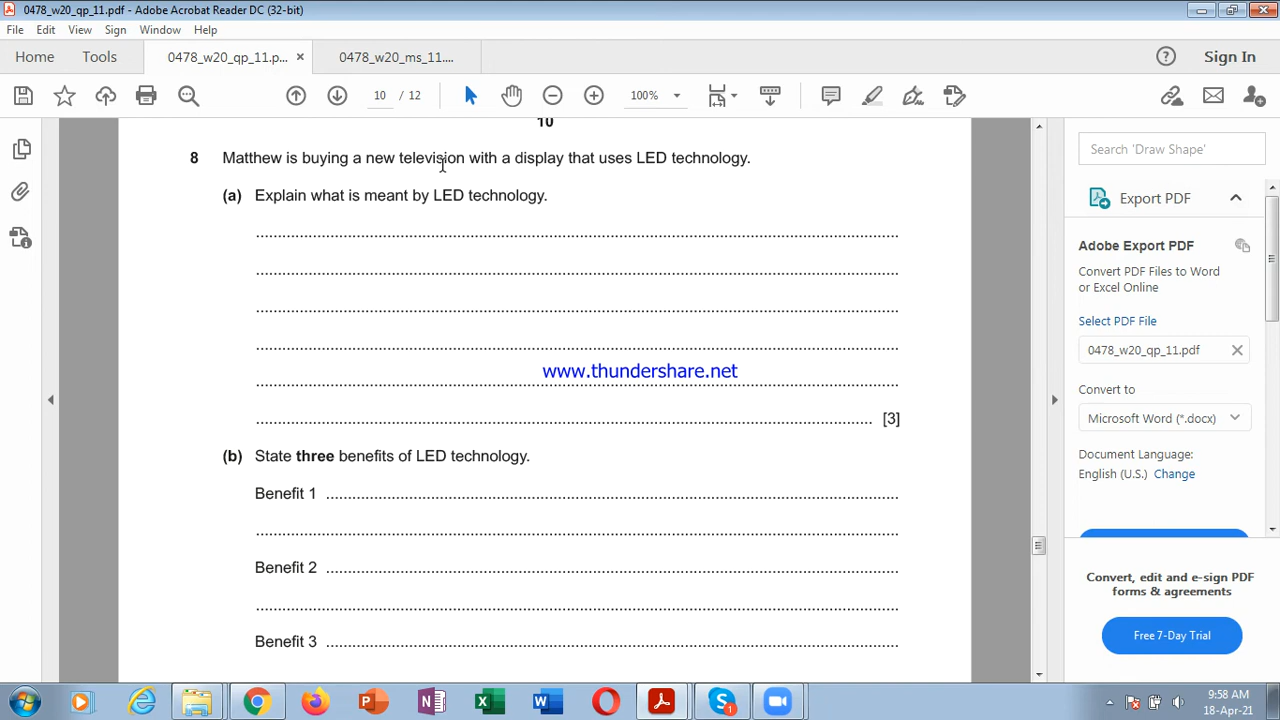 0478_w20_qp_11.pdf - Adobe Acrobat Reader DC (32-bit)
File Edit View Sign Window Help
Home Tools 0478_w20_qp_11.p... × 0478_w20_ms_11.... Sign In
10 / 12 100%
10
8 Matthew is buying a new television with a display that uses LED technology.
(a) Explain what is meant by LED technology.
www.thundershare.net
[3]
(b) State three benefits of LED technology.
Benefit 1
Benefit 2
Benefit 3
Search 'Draw Shape'
Export PDF
Adobe Export PDF
Convert PDF Files to Word
or Excel Online
Select PDF File
0478_w20_qp_11.pdf
Convert to
Microsoft Word (*.docx)
Document Language:
English (U.S.) Change
Convert, edit and e-sign PDF
forms & agreements
Free 7-Day Trial
9:58 AM
18-Apr-21